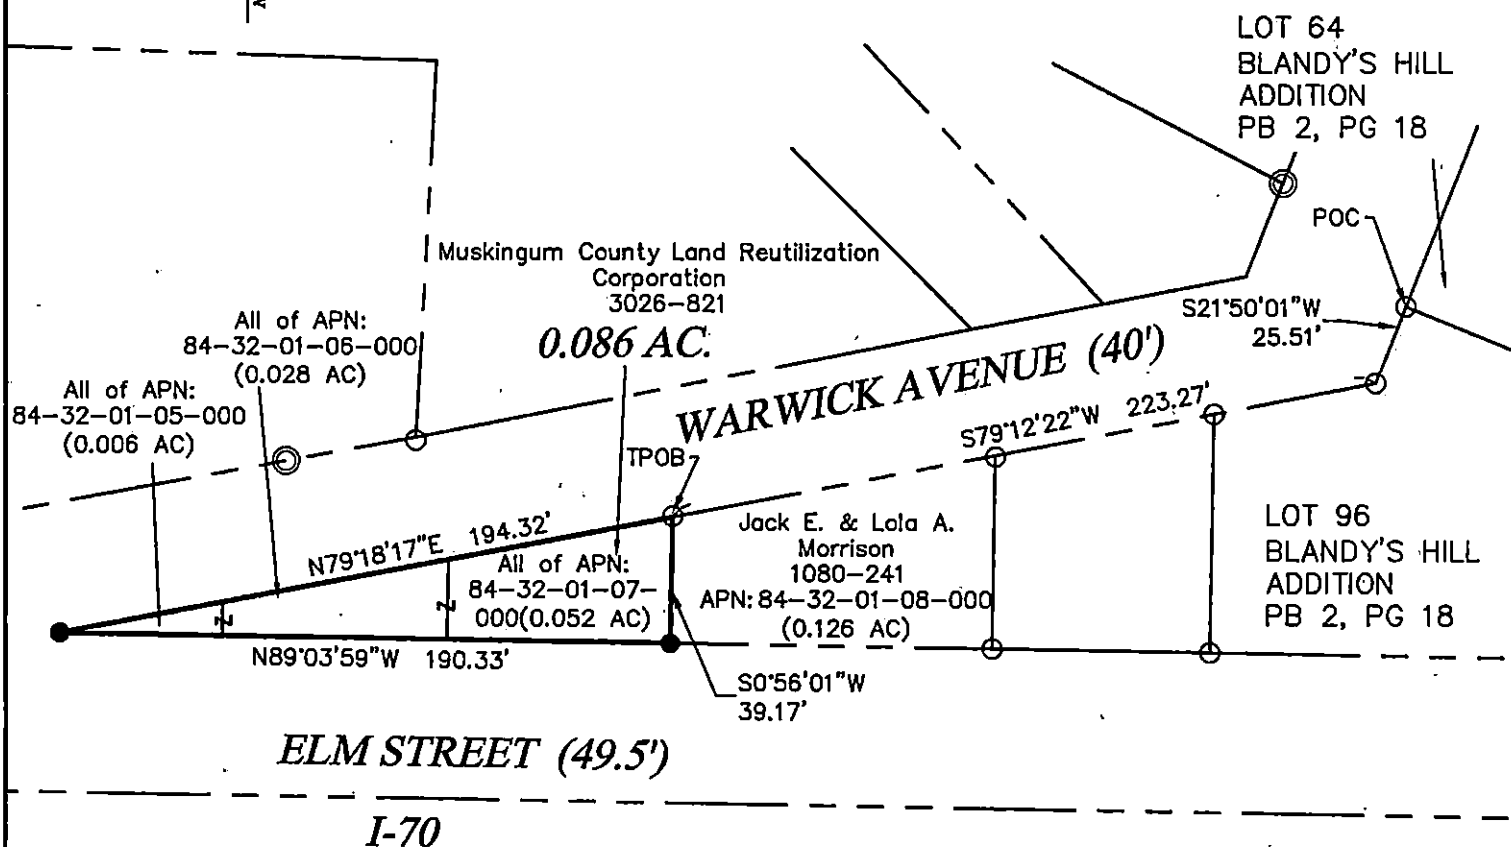 LOT 64
BLANDY'S HILL
ADDITION
PB 2, PG 18
POC
S21°50'01"W
25.51'
Muskingum County Land Reutilization
Corporation
3026-821
0.086 AC.
All of APN:
84-32-01-06-000
(0.028 AC)
All of APN:
84-32-01-05-000
(0.006 AC)
WARWICK AVENUE (40')
S79°12'22"W 223.27'
TPOB
N79°18'17"E 194.32'
All of APN:
84-32-01-07-
000(0.052 AC)
Jack E. & Lola A.
Morrison
1080-241
APN: 84-32-01-08-000
(0.126 AC)
LOT 96
BLANDY'S HILL
ADDITION
PB 2, PG 18
N89°03'59"W 190.33'
S0°56'01"W
39.17'
ELM STREET (49.5')
I-70